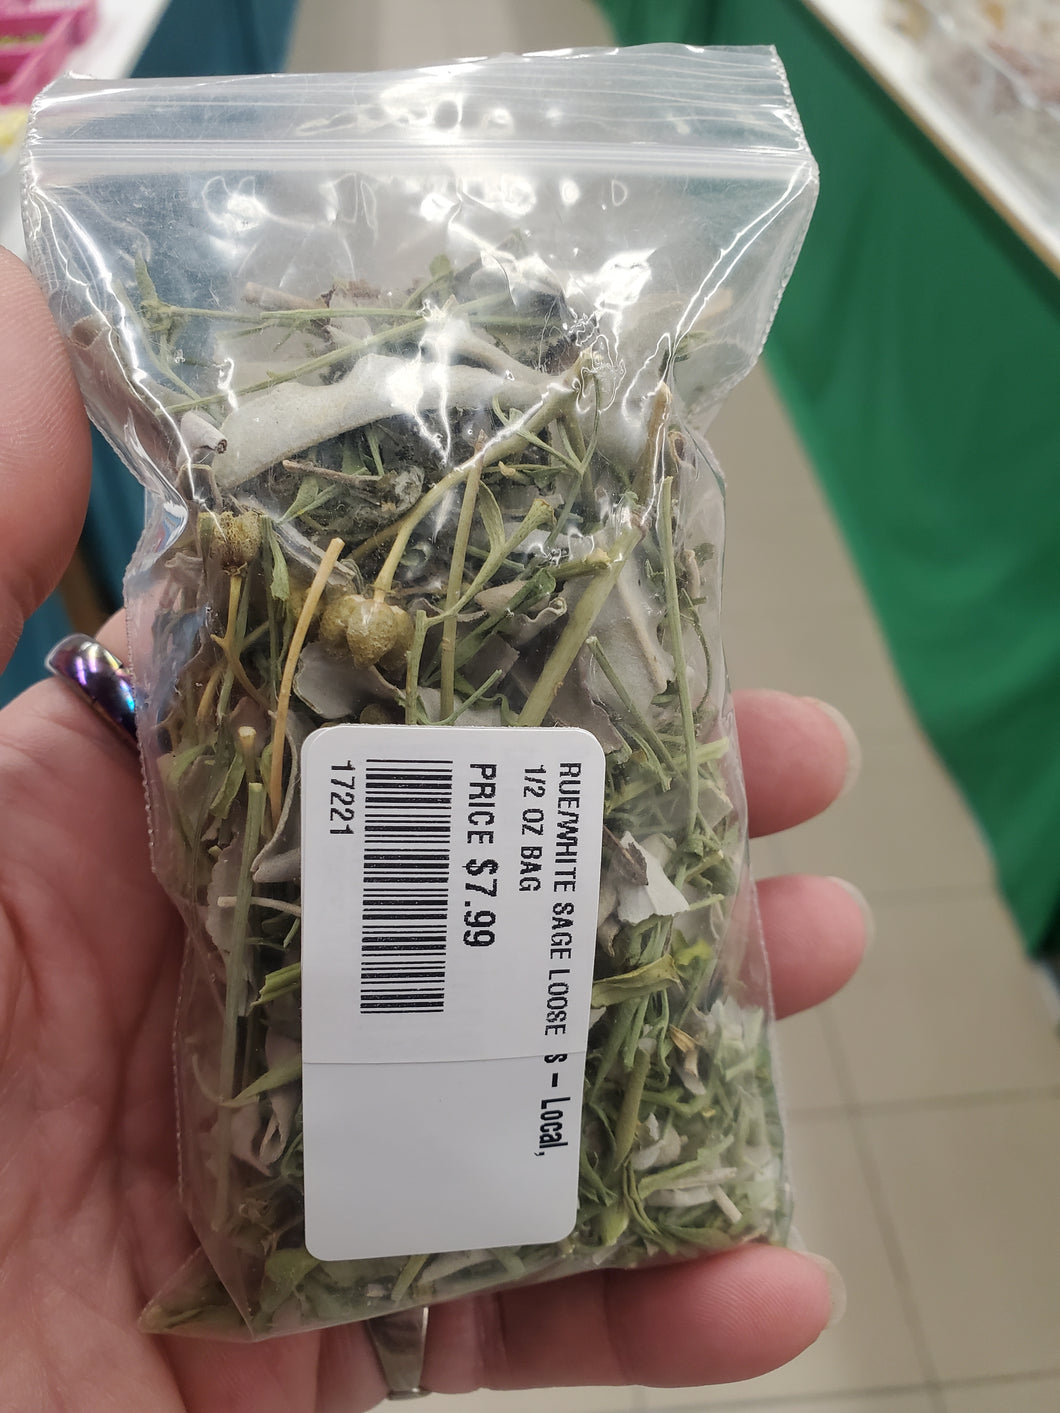 RUE/WHITE SAGE LOOSE S - Local,
1/2 OZ BAG
PRICE $7.99
17221